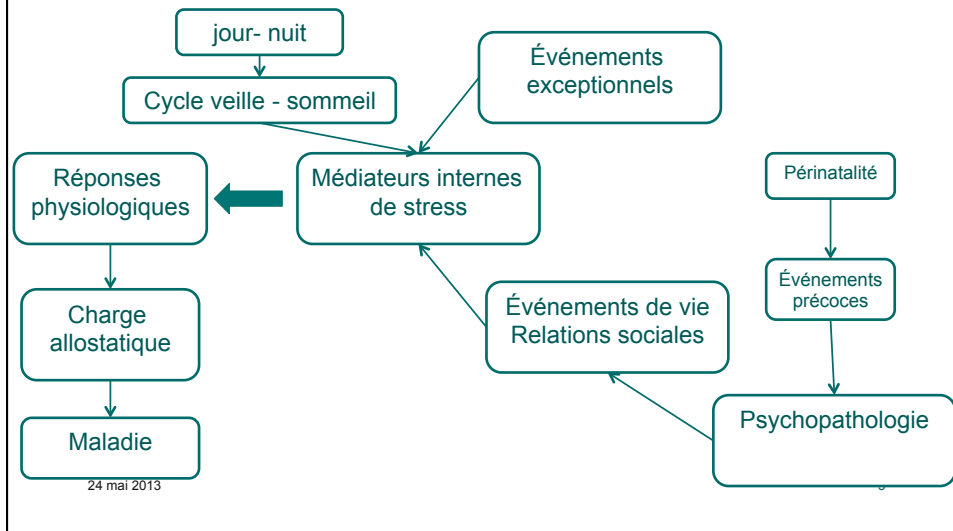 jour- nuit
Cycle veille - sommeil
Événements
exceptionnels
Réponses
physiologiques
Médiateurs internes
de stress
Périnatalité
Événements
précoces
Charge
allostatique
Événements de vie
Relations sociales
Psychopathologie
Maladie
24 mai 2013